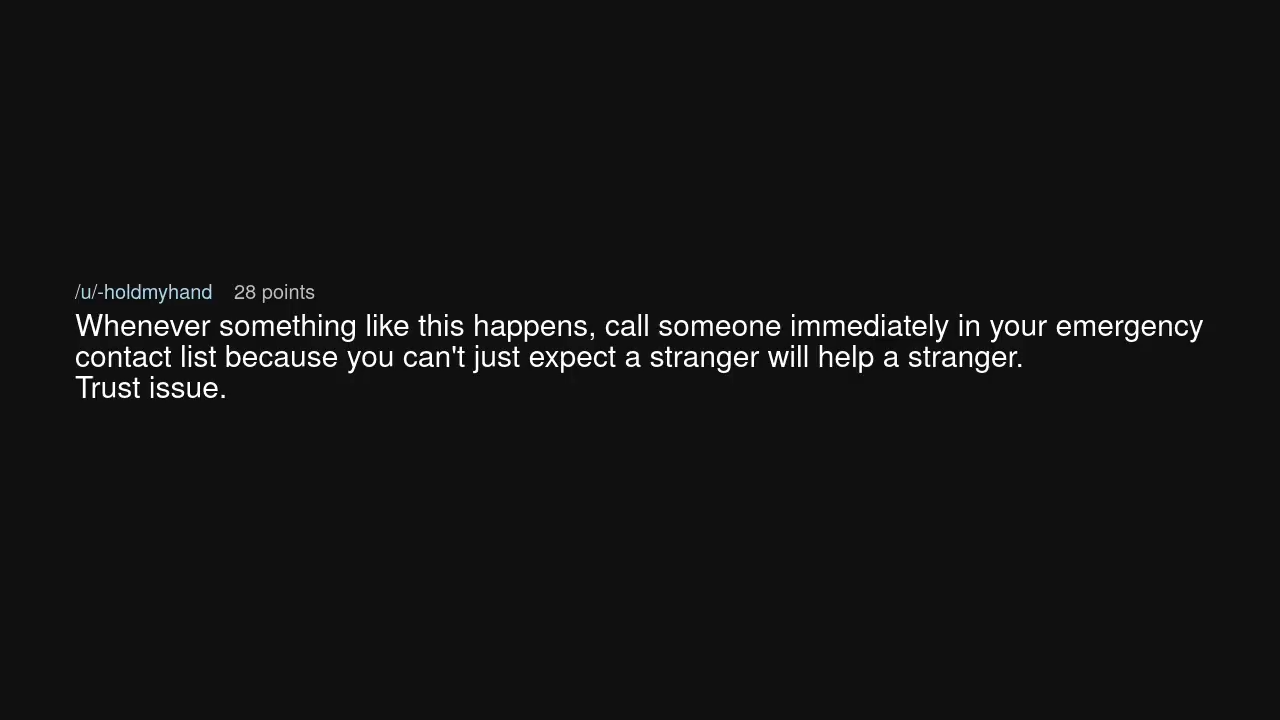 /u/-holdmyhand 28 points
Whenever something like this happens, call someone immediately in your emergency
contact list because you can't just expect a stranger will help a stranger.
Trust issue.